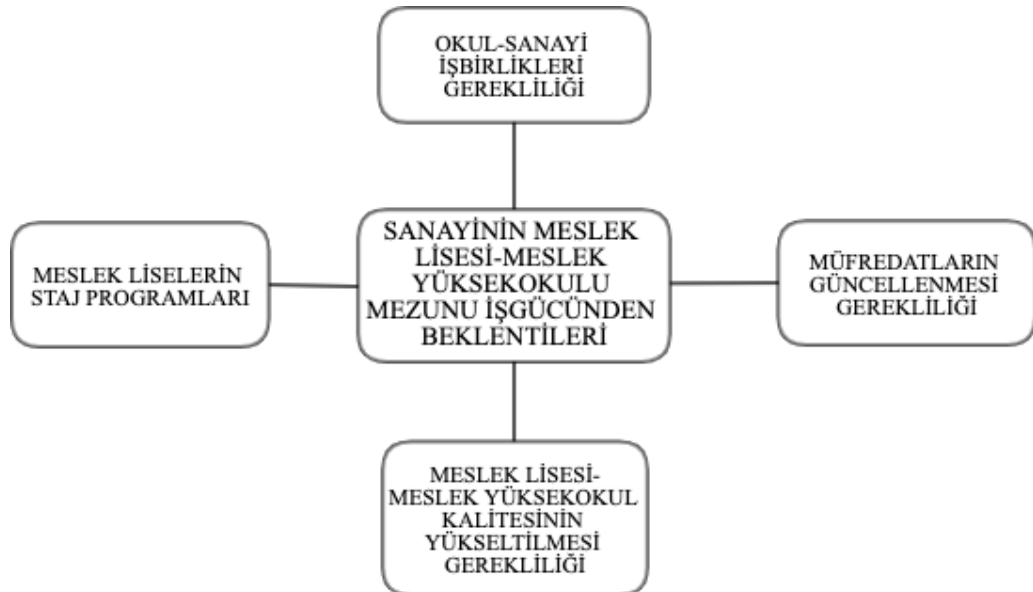 OKUL-SANAYİ
İŞBİRLİKLERİ
GEREKLİLİĞİ
MESLEK LİSELERİN
STAJ PROGRAMLARI
SANAYİNİN MESLEK
LİSESİ-MESLEK
YÜKSEKOKULU
MEZUNU İŞGÜCÜNDEN
BEKLENTİLERİ
MÜFREDATLARIN
GÜNCELLENMESİ
GEREKLİLİĞİ
MESLEK LİSESİ-
MESLEK YÜKSEKOKUL
KALİTESİNİN
YÜKSELTİLMESİ
GEREKLİLİĞİ